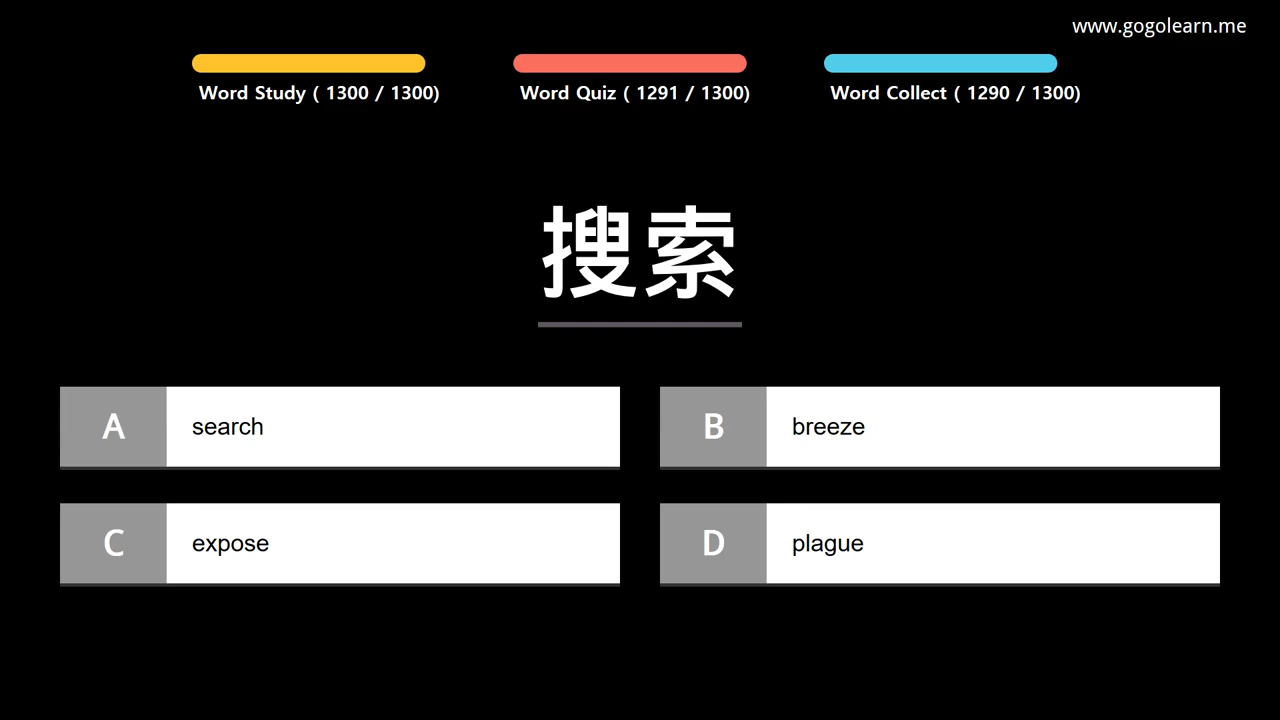 www.gogolearn.me
Word Study ( 1300 / 1300)
Word Quiz ( 1291 / 1300)
Word Collect ( 1290 / 1300)
搜索
A search
B breeze
C expose
D plague